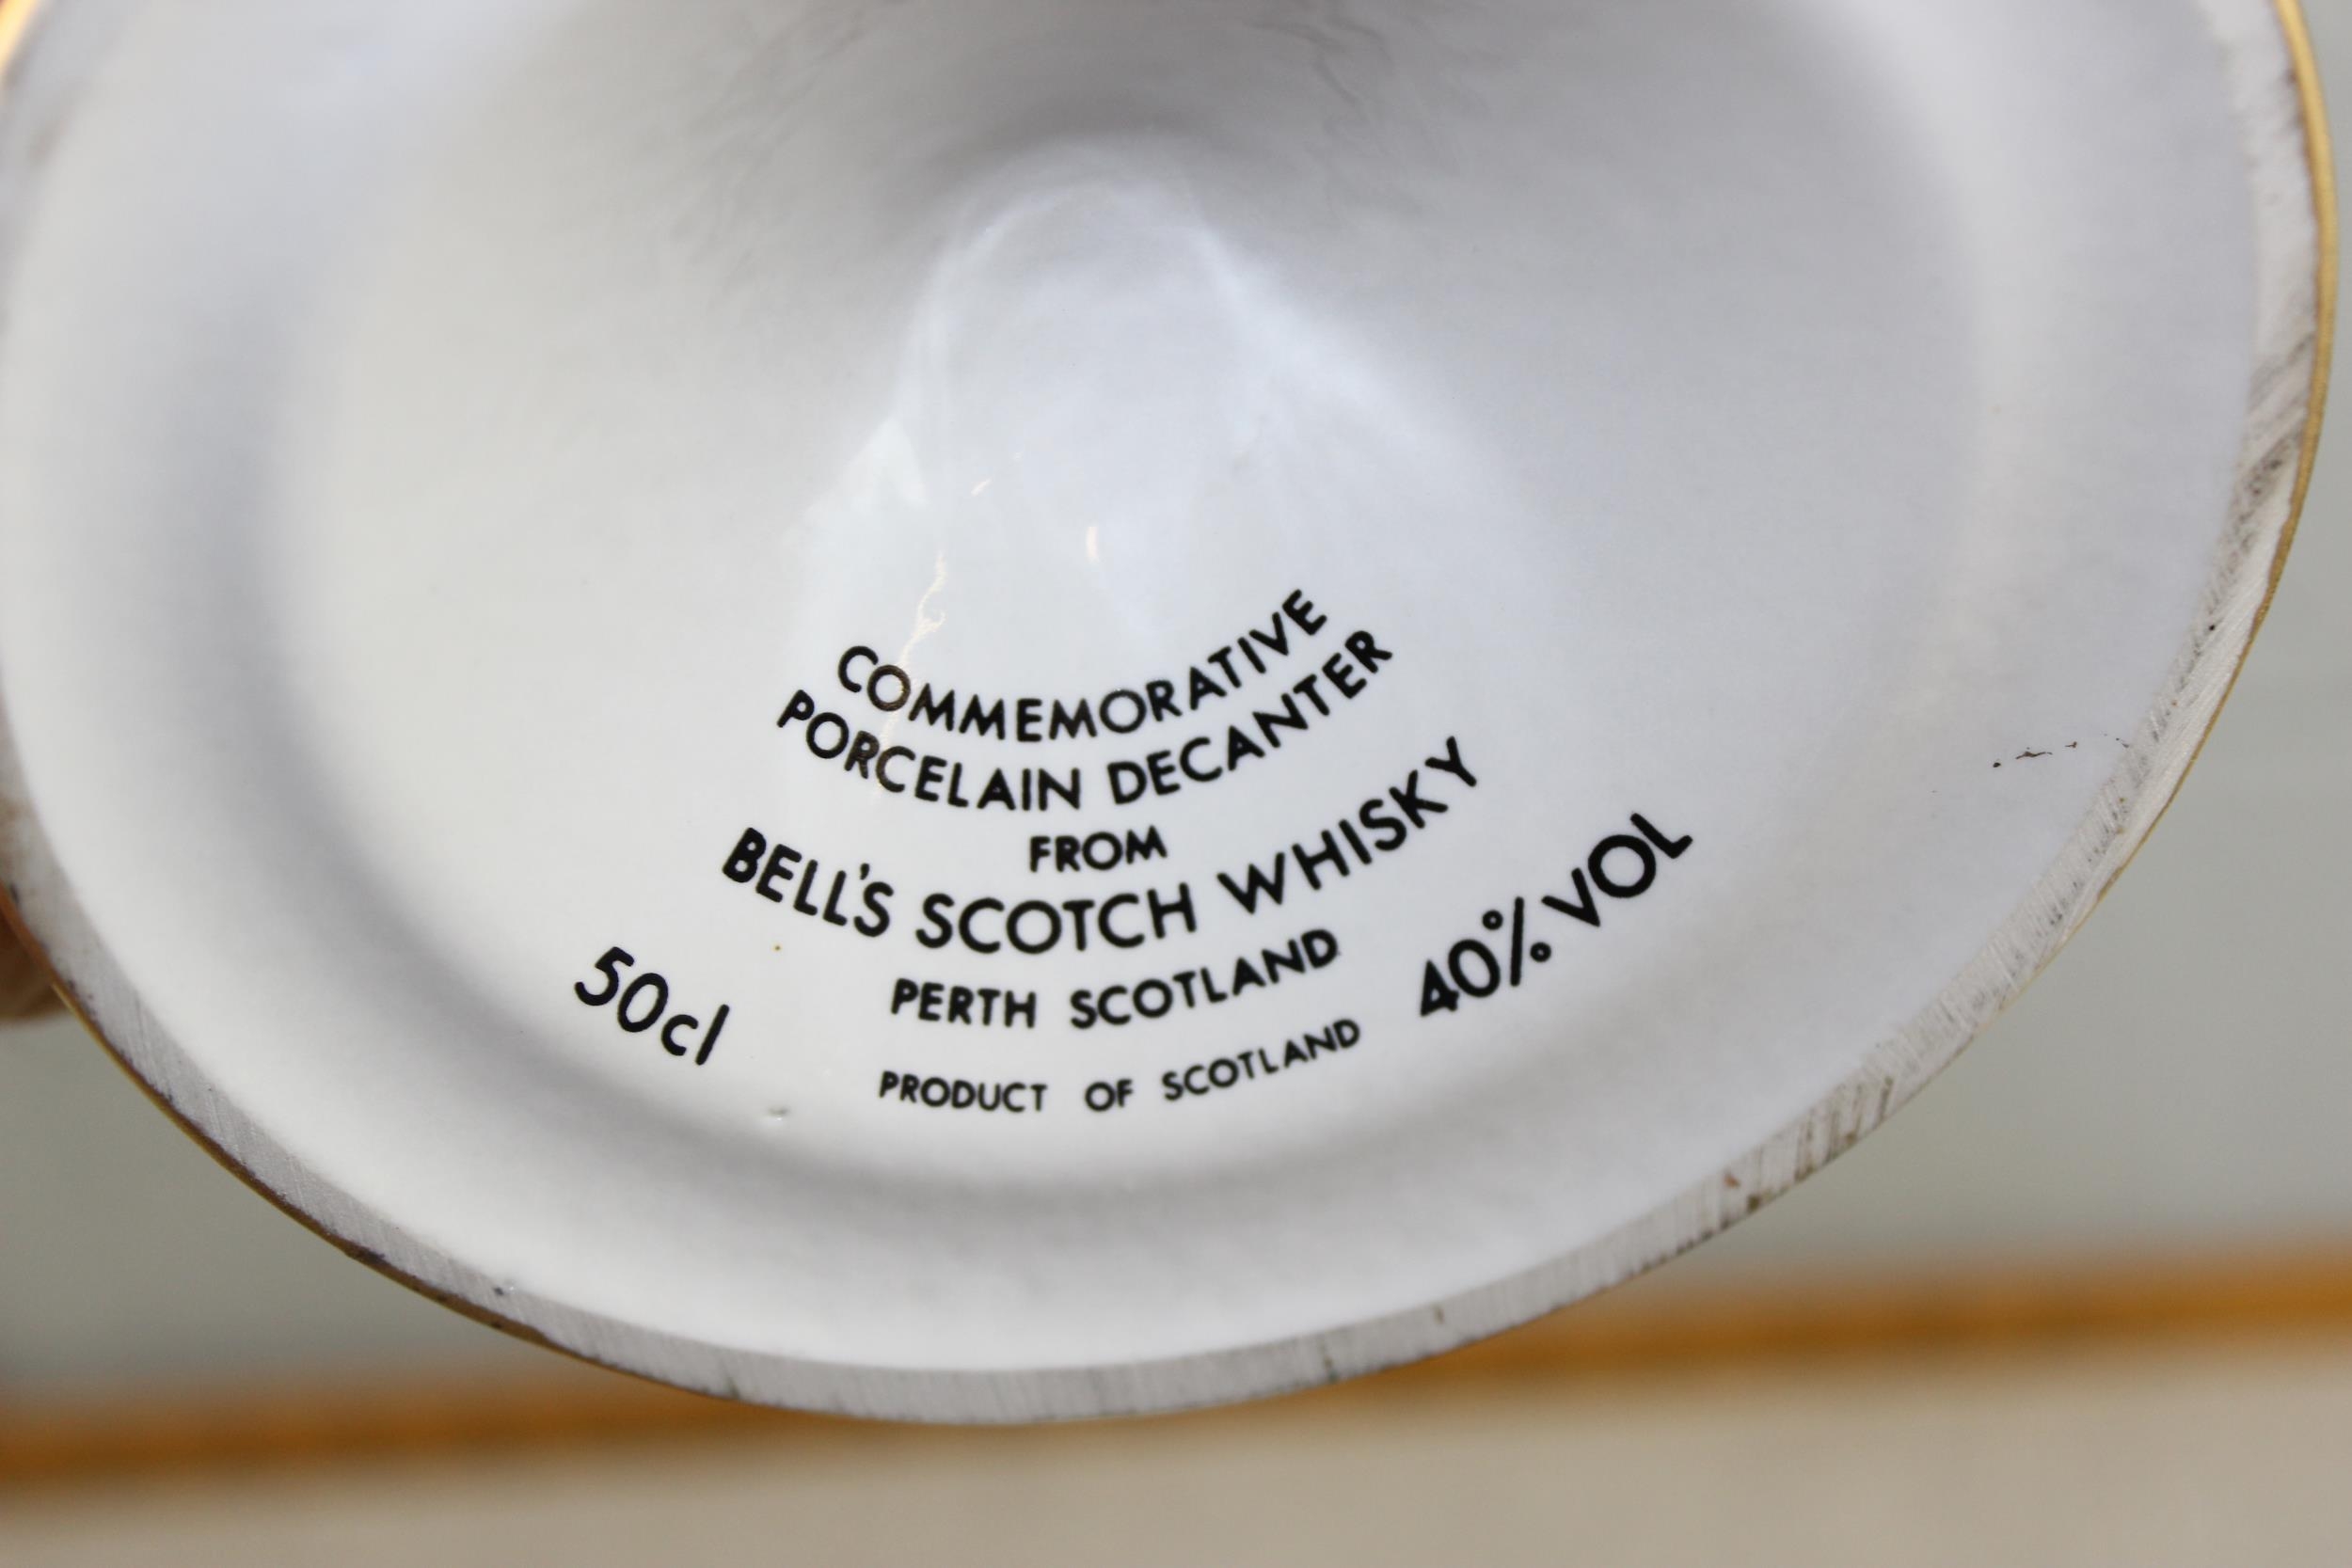 COMMEMORATIVE
PORCELAIN DECANTER
FROM
BELL'S SCOTCH WHISKY
PERTH SCOTLAND
50cl
40% VOL
PRODUCT OF SCOTLAND